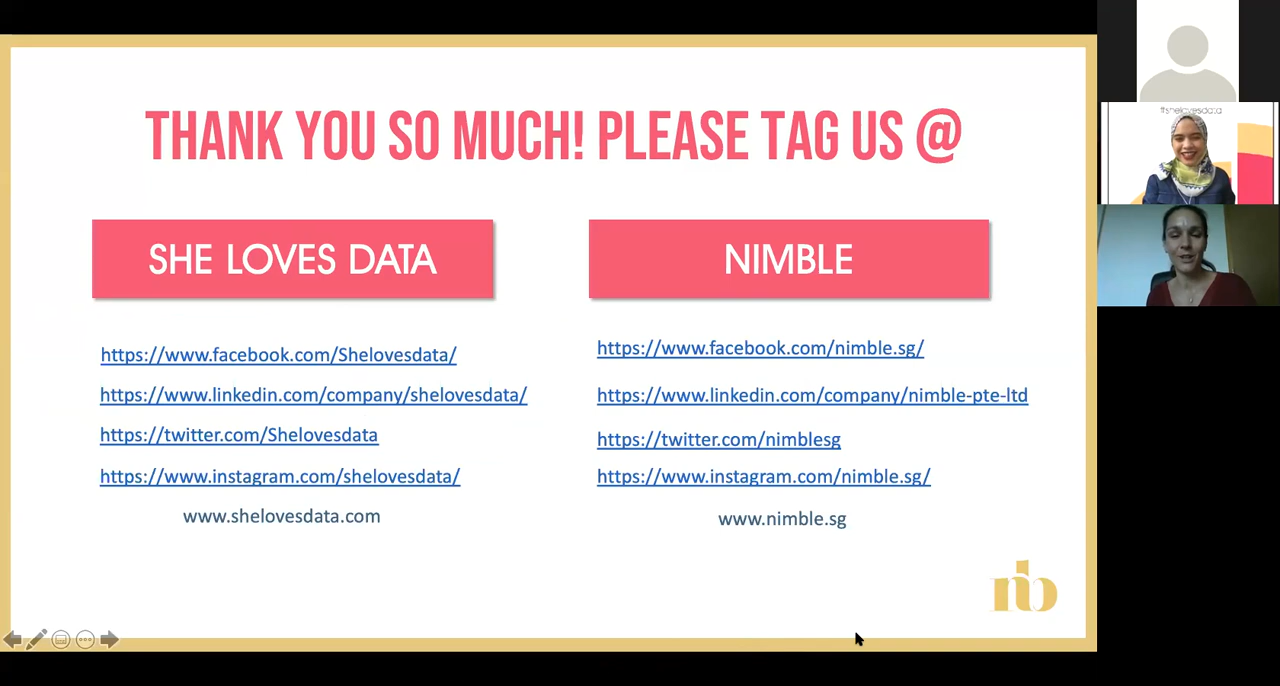 THANK YOU SO MUCH! PLEASE TAG US @
SHE LOVES DATA
https://www.facebook.com/Shelovesdata/
https://www.linkedin.com/company/shelovesdata/
https://twitter.com/Shelovesdata
https://www.instagram.com/shelovesdata/
www.shelovesdata.com
NIMBLE
https://www.facebook.com/nimble.sg/
https://www.linkedin.com/company/nimble-pte-ltd
https://twitter.com/nimblesg
https://www.instagram.com/nimble.sg/
www.nimble.sg
nb
#shelovesdata